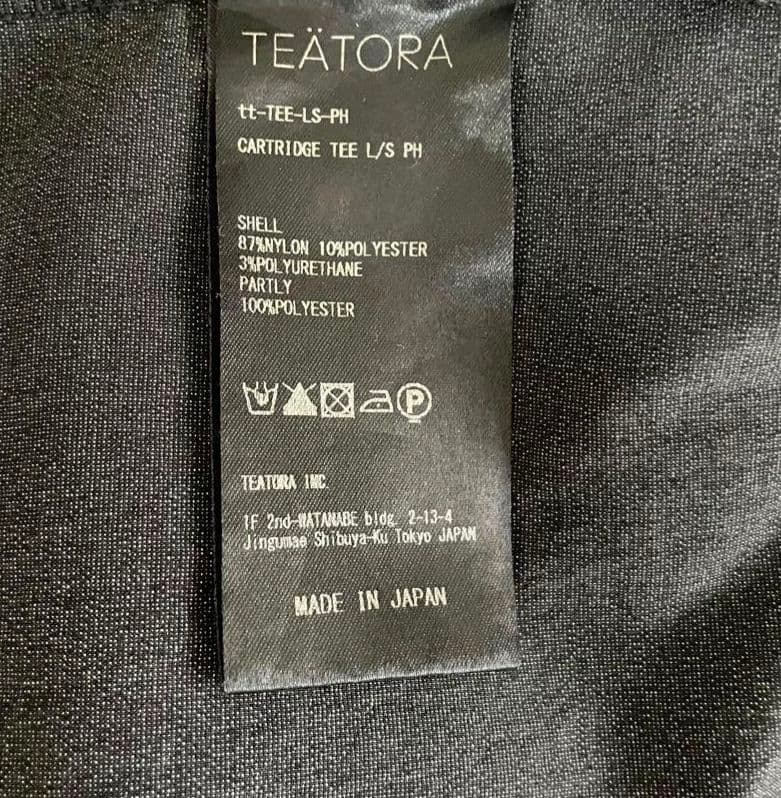 TEÄTORA
tt-TEE-LS-PH
CARTRIDGE TEE L/S PH
SHELL
87%NYLON 10%POLYESTER
3%POLYURETHANE
PARTLY
100%POLYESTER
P
TEATORA INC.
1F 2nd-WATANABE bldg. 2-13-4
Jingumae Shibuya-Ku Tokyo JAPAN
MADE IN JAPAN